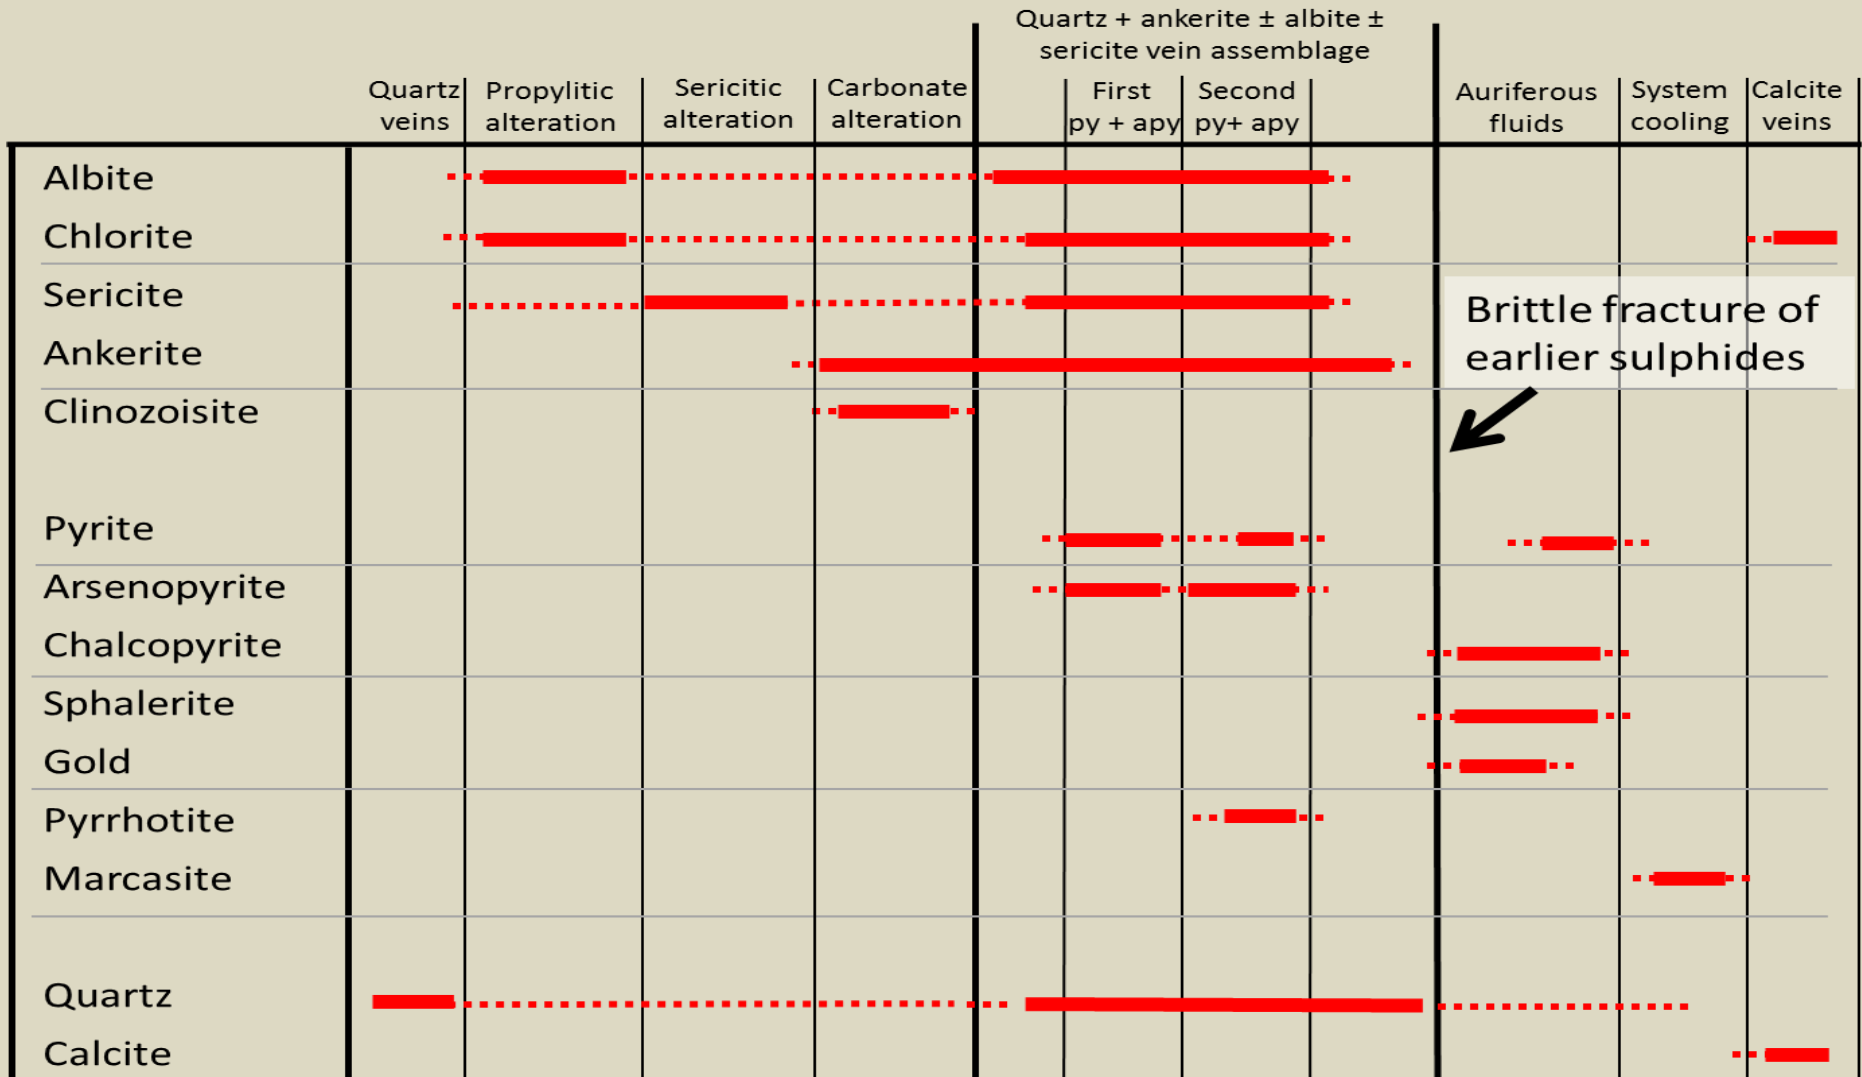 Quartz + ankerite ± albite ±
sericite vein assemblage
Quartz
veins
Propylitic
alteration
Sericitic
alteration
Carbonate
alteration
First
py + apy
Second
py+ apy
Auriferous
fluids
System
cooling
Calcite
veins
Albite
Chlorite
Sericite
Ankerite
Clinozoisite
Brittle fracture of
earlier sulphides
Pyrite
Arsenopyrite
Chalcopyrite
Sphalerite
Gold
Pyrrhotite
Marcasite
Quartz
Calcite